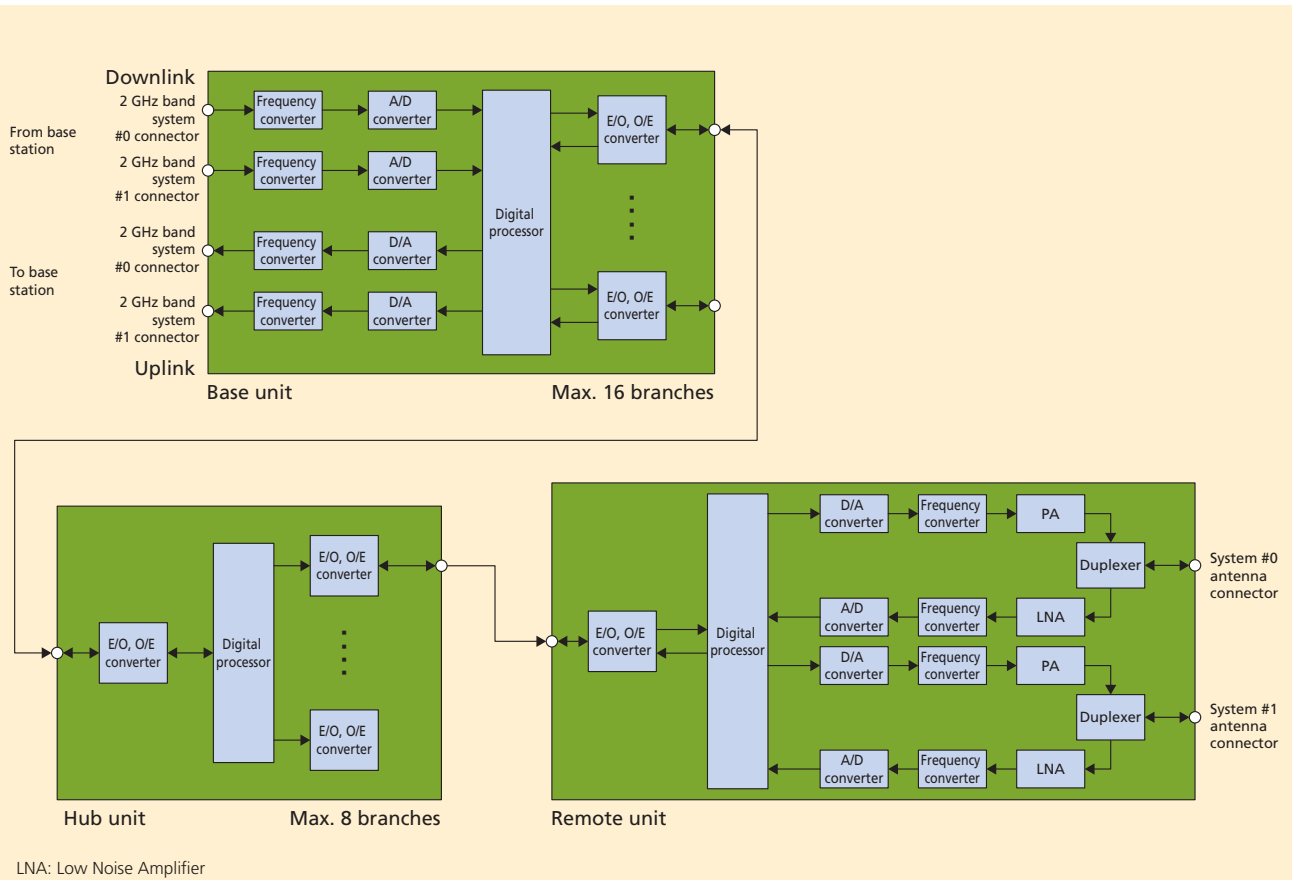 Downlink
2 GHz band
system
#0 connector
From base
station
2 GHz band
system
#1 connector
2 GHz band
system
#0 connector
To base
station
2 GHz band
system
#1 connector
Uplink
Frequency
converter
A/D
converter
Frequency
converter
A/D
converter
Frequency
converter
D/A
converter
Frequency
converter
D/A
converter
Digital
processor
E/O, O/E
converter
E/O, O/E
converter
Base unit
Max. 16 branches
E/O, O/E
converter
Digital
processor
E/O, O/E
converter
E/O, O/E
converter
Hub unit
Max. 8 branches
E/O, O/E
converter
Digital
processor
D/A
converter
Frequency
converter
PA
Duplexer
System #0
antenna
connector
A/D
converter
Frequency
converter
LNA
D/A
converter
Frequency
converter
PA
Duplexer
System #1
antenna
connector
A/D
converter
Frequency
converter
LNA
Remote unit
LNA: Low Noise Amplifier